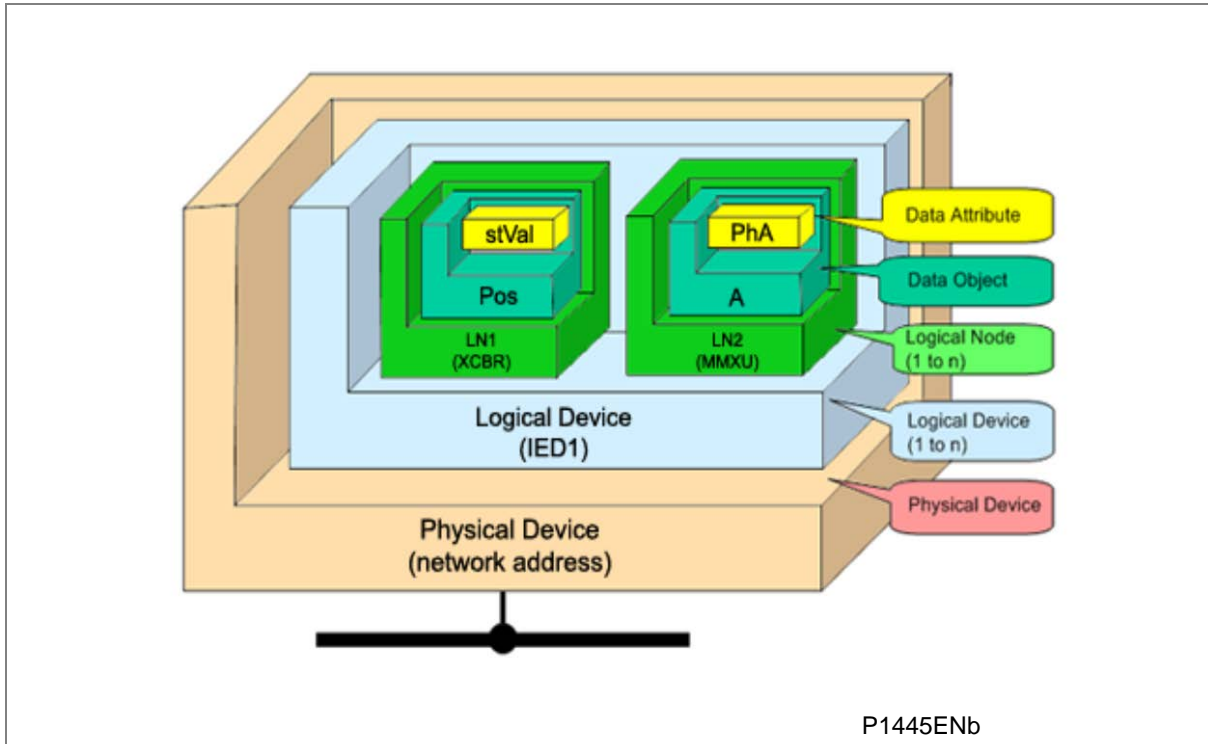 stVal
PhA
Data Attribute
Pos
A
Data Object
LN1
(XCBR)
LN2
(MMXU)
Logical Node
(1 to n)
Logical Device
(IED1)
Logical Device
(1 to n)
Physical Device
Physical Device
(network address)
P1445ENb